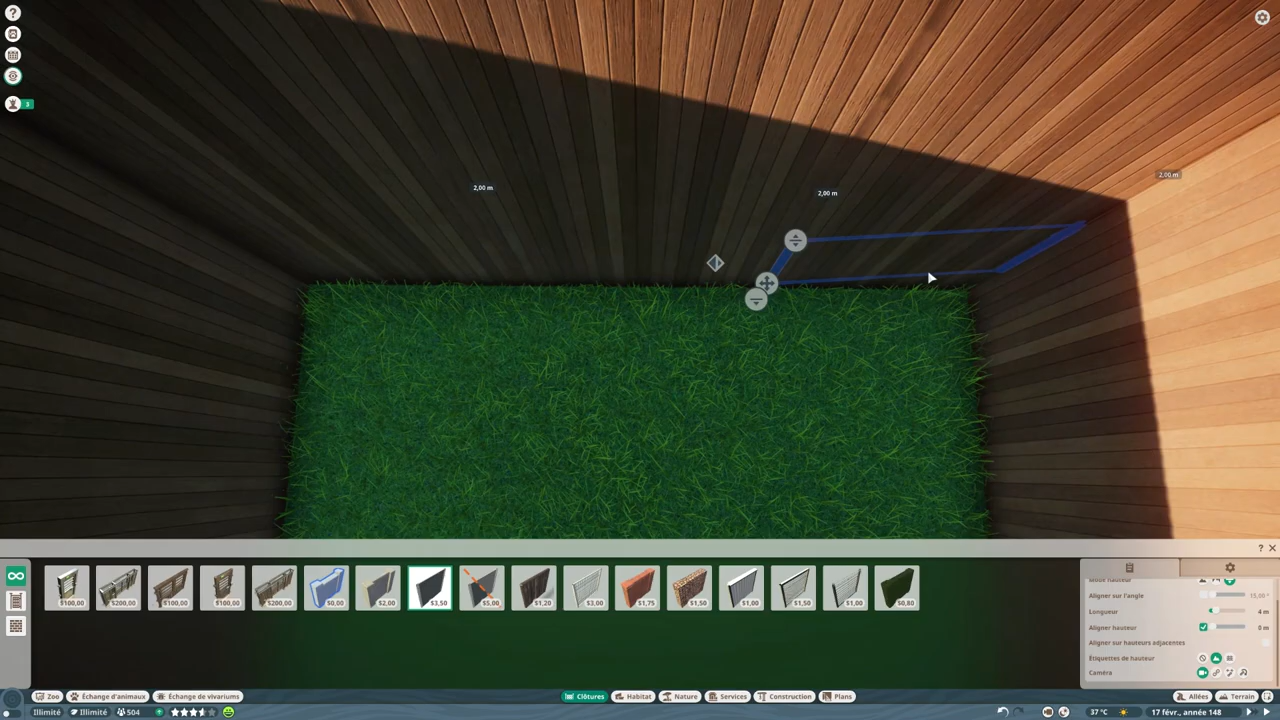 ?
3
2,00 m
2,00 m
2,00 m
? ×
$100,00
$200,00
$100,00
$100,00
$200,00
$0,00
$2,00
$3,50
$5,00
$1,20
$3,00
$1,75
$1,50
$1,00
$1,50
$1,00
$0,80
Mode hauteur
Aligner sur l'angle 15,00 °
Longueur 4 m
Aligner hauteur 0 m
Aligner sur hauteurs adjacentes
Étiquettes de hauteur
Caméra
Zoo Échange d'animaux Échange de vivariums Clôtures Habitat Nature Services Construction Plans Allées Terrain
Illimité Illimité 504 37 °C 17 févr., année 148